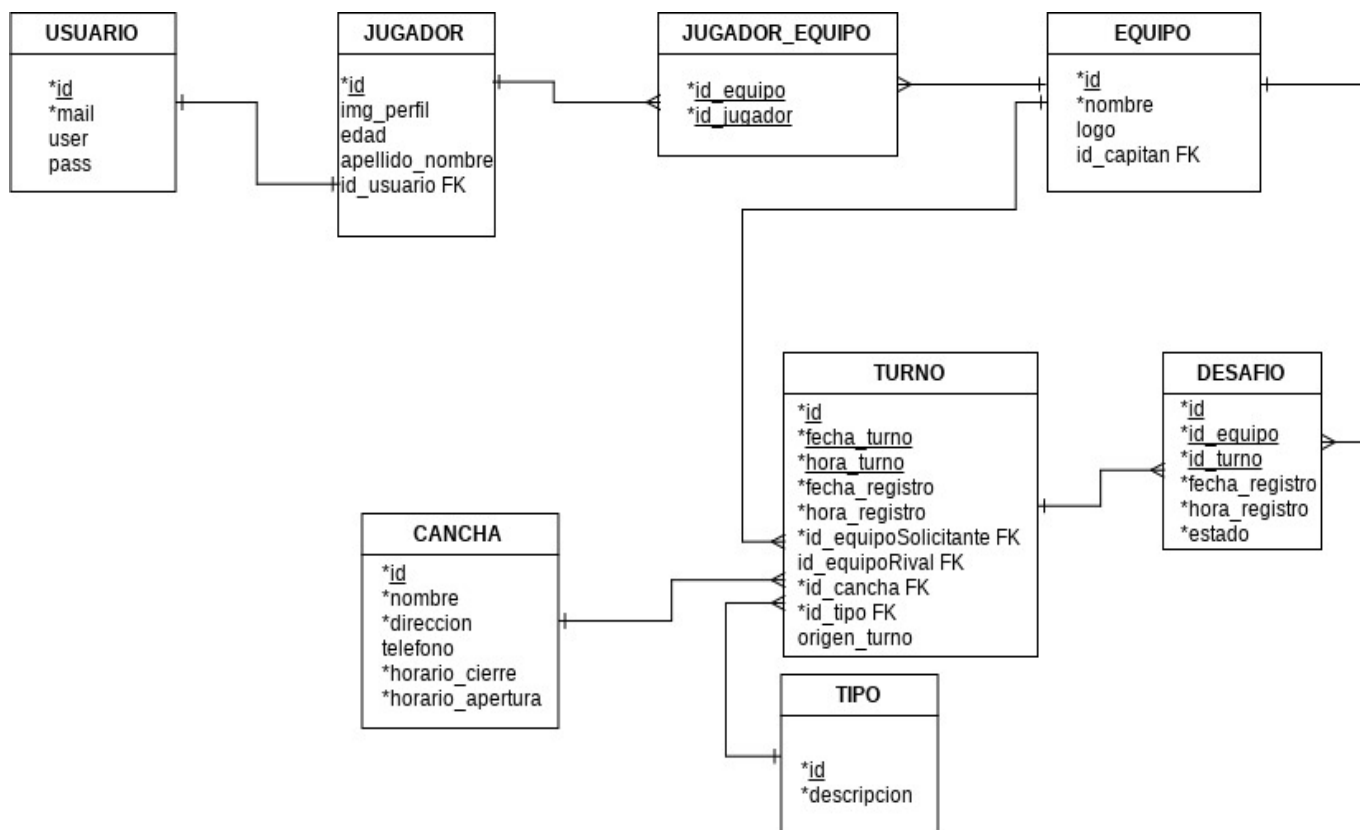 USUARIO
*id
*mail
user
pass
JUGADOR
*id
img_perfil
edad
apellido_nombre
id_usuario FK
JUGADOR_EQUIPO
*id_equipo
*id_jugador
EQUIPO
*id
*nombre
logo
id_capitan FK
TURNO
*id
*fecha_turno
*hora_turno
*fecha_registro
*hora_registro
*id_equipoSolicitante FK
id_equipoRival FK
*id_cancha FK
*id_tipo FK
origen_turno
DESAFIO
*id
*id_equipo
*id_turno
*fecha_registro
*hora_registro
*estado
CANCHA
*id
*nombre
*direccion
telefono
*horario_cierre
*horario_apertura
TIPO
*id
*descripcion